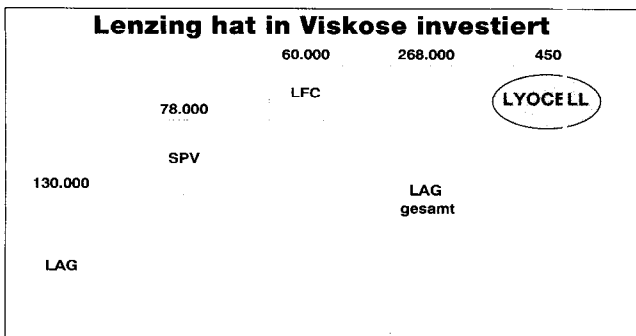 Lenzing hat in Viskose investiert
60.000 268.000 450
LFC
LYOCELL
78.000
SPV
130.000
LAG
gesamt
LAG